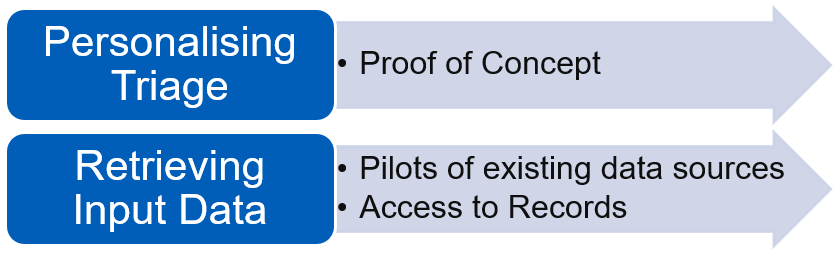 Personalising
Triage
• Proof of Concept
Retrieving
Input Data
• Pilots of existing data sources
• Access to Records